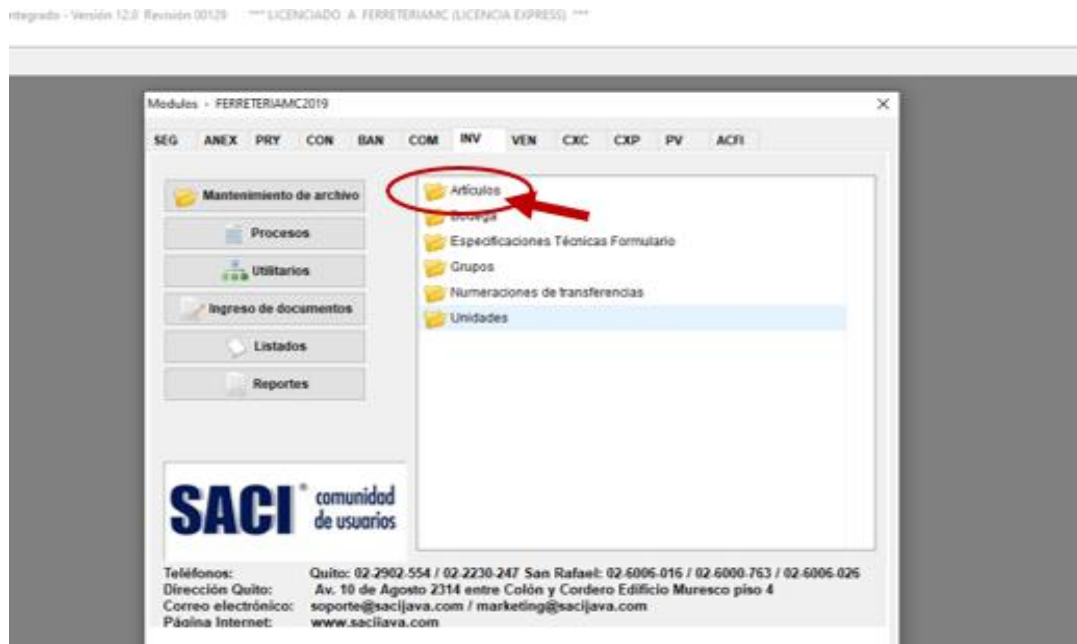 ntegrado - Versión 12.0 Revisión 00129 *** LICENCIADO A FERRETERIAMC (LICENCIA EXPRESS) ***
Modulos - FERRETERIAMC2019
SEG ANEX PRY CON BAN COM INV VEN CXC CXP PV ACFI
Mantenimiento de archivo
Procesos
Utilitarios
Ingreso de documentos
Listados
Reportes
Artículos
Bodega
Especificaciones Técnicas Formulario
Grupos
Numeraciones de transferencias
Unidades
SACI® comunidad
de usuarios
Teléfonos: Quito: 02-2902-554 / 02-2230-247 San Rafael: 02-6006-016 / 02-6000-763 / 02-6006-026
Dirección Quito: Av. 10 de Agosto 2314 entre Colón y Cordero Edificio Muresco piso 4
Correo electrónico: soporte@sacijava.com / marketing@sacijava.com
Página Internet: www.sacijava.com